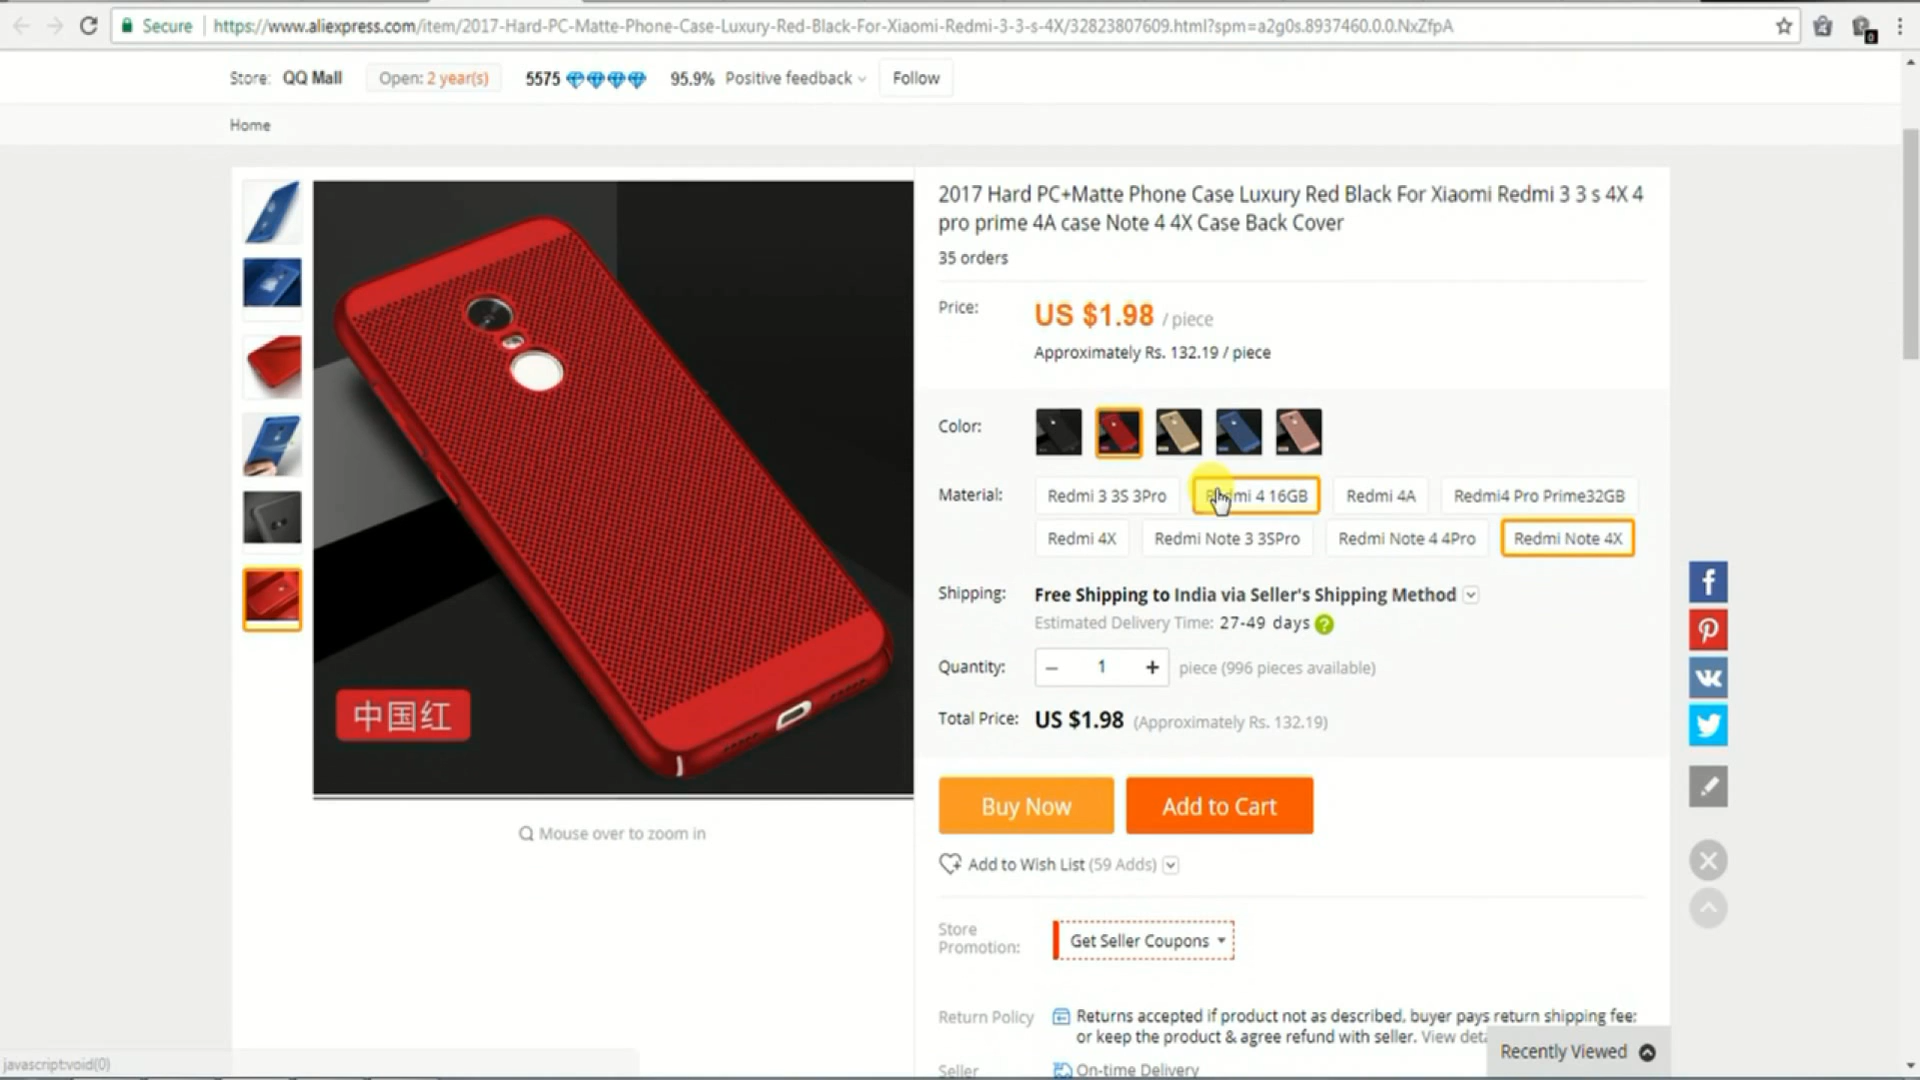 Secure https://www.aliexpress.com/item/2017-Hard-PC-Matte-Phone-Case-Luxury-Red-Black-For-Xiaomi-Redmi-3-3-s-4X/32823807609.html?spm=a2g0s.8937460.0.0.NxZfpA
0
Store: QQ Mall Open: 2 year(s) 5575 95.9% Positive feedback Follow
Home
2017 Hard PC+Matte Phone Case Luxury Red Black For Xiaomi Redmi 3 3 s 4X 4
pro prime 4A case Note 4 4X Case Back Cover
35 orders
Price: US $1.98 / piece
Approximately Rs. 132.19 / piece
Color:
Material: Redmi 3 3S 3Pro Redmi 4 16GB Redmi 4A Redmi4 Pro Prime32GB
Redmi 4X Redmi Note 3 3SPro Redmi Note 4 4Pro Redmi Note 4X
Shipping: Free Shipping to India via Seller's Shipping Method
Estimated Delivery Time: 27-49 days ?
Quantity: – 1 + piece (996 pieces available)
Total Price: US $1.98 (Approximately Rs. 132.19)
中国红
Buy Now Add to Cart
Mouse over to zoom in
Add to Wish List (59 Adds)
Store
Promotion: Get Seller Coupons
Return Policy Returns accepted if product not as described, buyer pays return shipping fee;
or keep the product & agree refund with seller. View deta
Recently Viewed
Seller On-time Delivery
javascript:void(0)